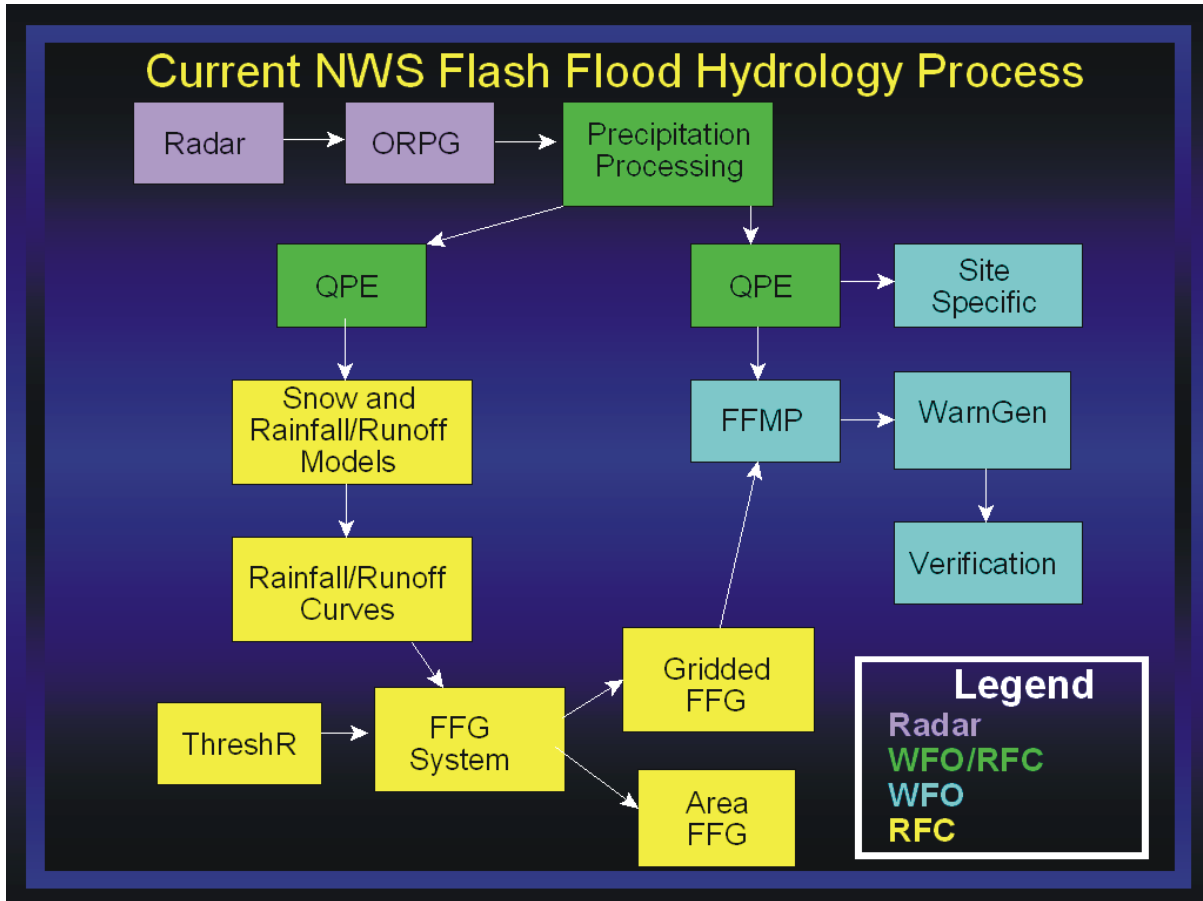 Current NWS Flash Flood Hydrology Process
Radar
ORPG
Precipitation
Processing
QPE
QPE
Site
Specific
Snow and
Rainfall/Runoff
Models
FFMP
WarnGen
Rainfall/Runoff
Curves
Verification
ThreshR
FFG
System
Gridded
FFG
Area
FFG
Legend
Radar
WFO/RFC
WFO
RFC